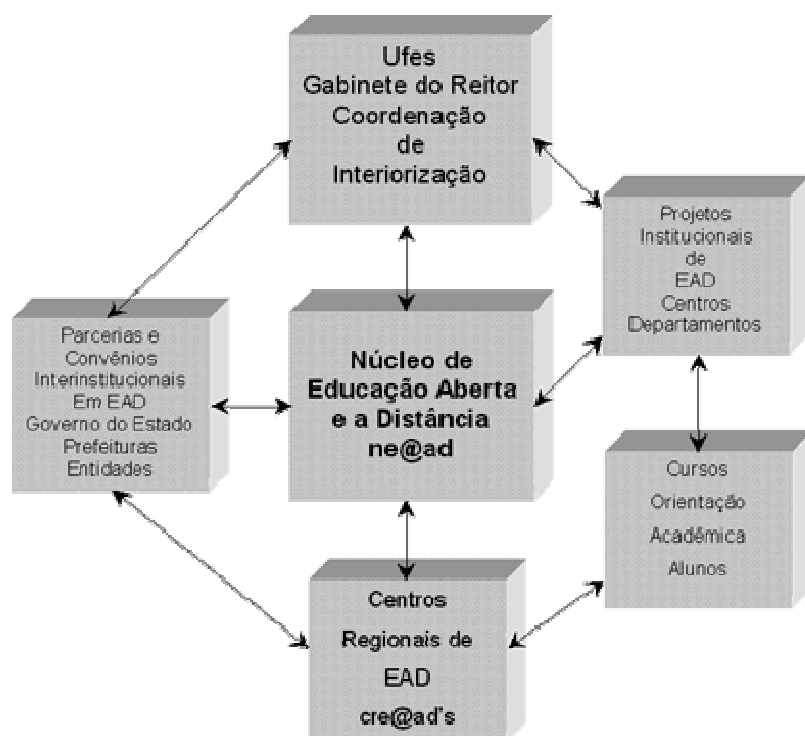 Ufes
Gabinete do Reitor
Coordenação
de
Interiorização
Projetos
Institucionais
de
EAD
Centros
Departamentos
Parcerias e
Convênios
Interinstitucionais
Em EAD
Governo do Estado
Prefeituras
Entidades
Núcleo de
Educação Aberta
e a Distância
ne@ad
Cursos
Orientação
Acadêmica
Alunos
Centros
Regionais de
EAD
cre@ad's